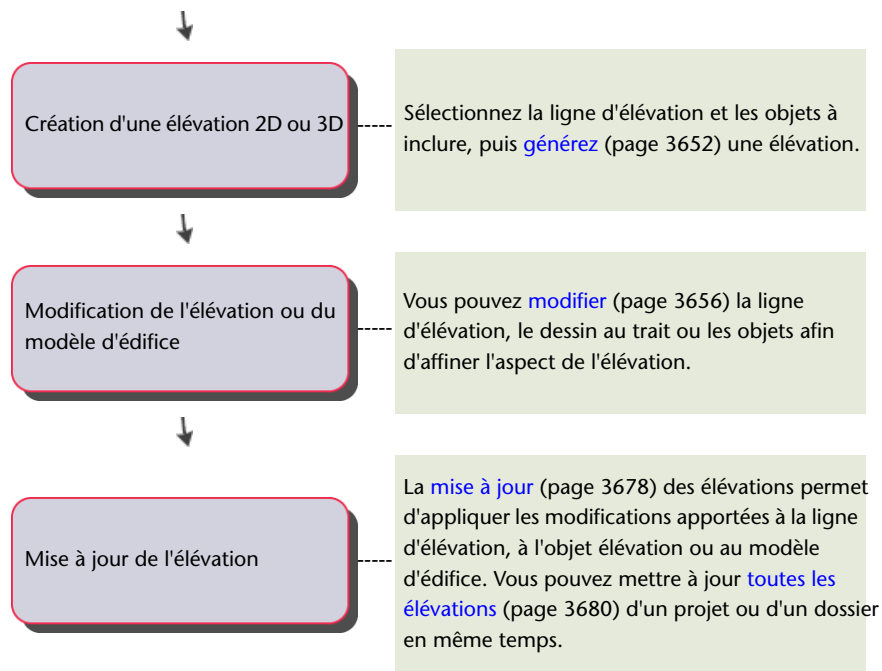 Création d'une élévation 2D ou 3D
Sélectionnez la ligne d'élévation et les objets à
inclure, puis générez (page 3652) une élévation.
Modification de l'élévation ou du
modèle d'édifice
Vous pouvez modifier (page 3656) la ligne
d'élévation, le dessin au trait ou les objets afin
d'affiner l'aspect de l'élévation.
Mise à jour de l'élévation
La mise à jour (page 3678) des élévations permet
d'appliquer les modifications apportées à la ligne
d'élévation, à l'objet élévation ou au modèle
d'édifice. Vous pouvez mettre à jour toutes les
élévations (page 3680) d'un projet ou d'un dossier
en même temps.